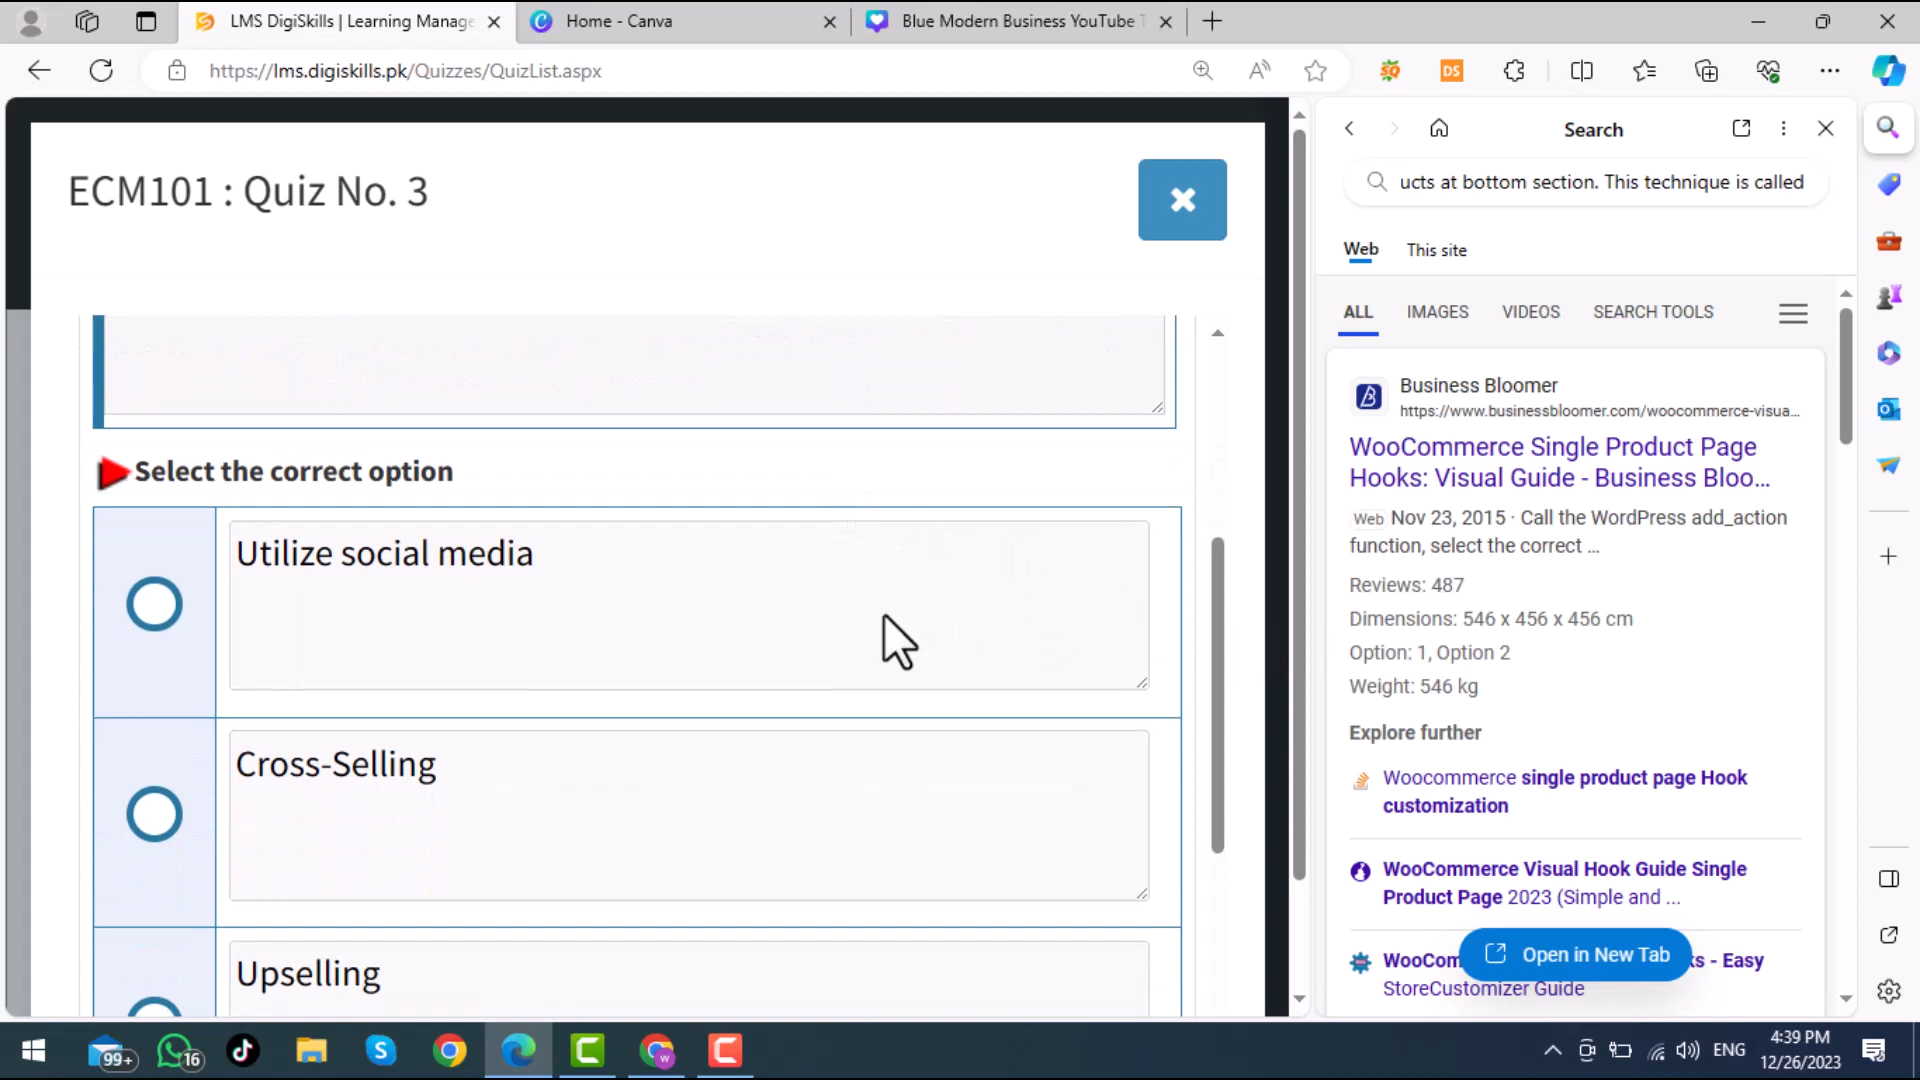 LMS DigiSkills | Learning Manage
Home - Canva
Blue Modern Business YouTube T
https://lms.digiskills.pk/Quizzes/QuizList.aspx
ECM101 : Quiz No. 3
Select the correct option
Utilize social media
Cross-Selling
Upselling
Search
ucts at bottom section. This technique is called
Web
This site
ALL
IMAGES
VIDEOS
SEARCH TOOLS
Business Bloomer
https://www.businessbloomer.com/woocommerce-visua...
WooCommerce Single Product Page
Hooks: Visual Guide - Business Bloo...
Web Nov 23, 2015 · Call the WordPress add_action
function, select the correct ...
Reviews: 487
Dimensions: 546 x 456 x 456 cm
Option: 1, Option 2
Weight: 546 kg
Explore further
Woocommerce single product page Hook
customization
WooCommerce Visual Hook Guide Single
Product Page 2023 (Simple and ...
Open in New Tab
WooCom
s - Easy
StoreCustomizer Guide
99+
16
ENG
4:39 PM
12/26/2023